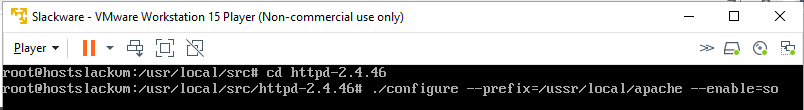 Slackware - VMware Workstation 15 Player (Non-commercial use only)
Player
root@hostslackvm:/usr/local/src# cd httpd-2.4.46
root@hostslackvm:/usr/local/src/httpd-2.4.46# ./configure --prefix=/ussr/local/apache --enable=so